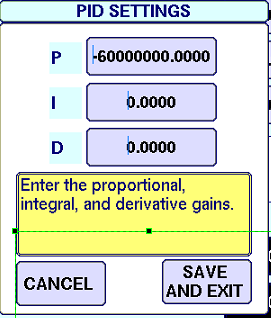 PID SETTINGS
P -60000000.0000
I 0.0000
D 0.0000
Enter the proportional,
integral, and derivative gains.
CANCEL
SAVE
AND EXIT